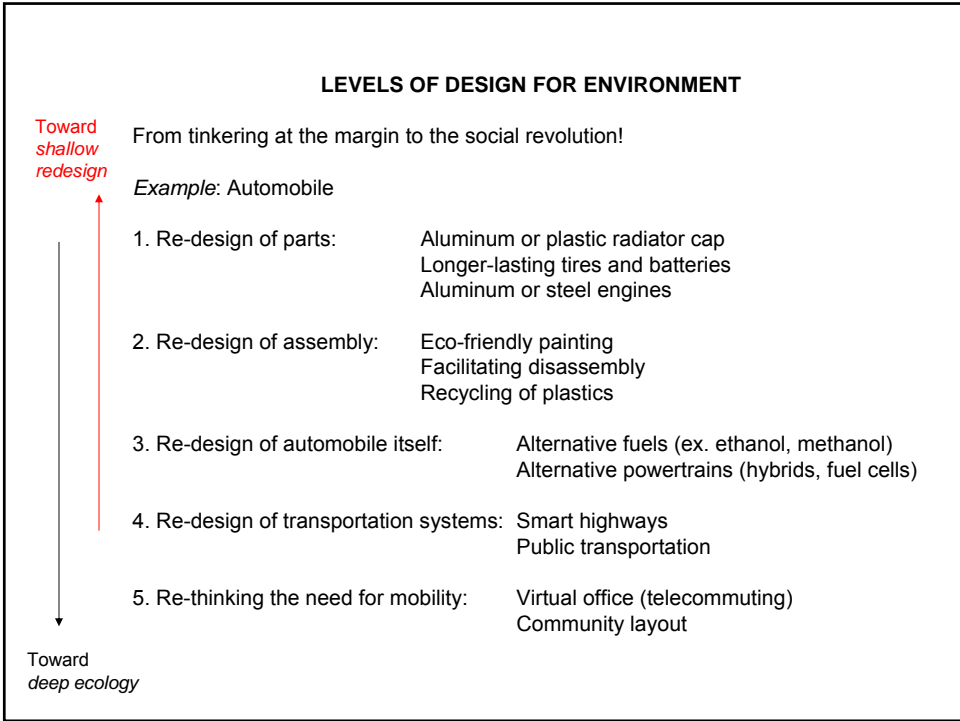 LEVELS OF DESIGN FOR ENVIRONMENT
Toward
shallow
redesign
From tinkering at the margin to the social revolution!
Example: Automobile
1. Re-design of parts: Aluminum or plastic radiator cap
Longer-lasting tires and batteries
Aluminum or steel engines
2. Re-design of assembly: Eco-friendly painting
Facilitating disassembly
Recycling of plastics
3. Re-design of automobile itself: Alternative fuels (ex. ethanol, methanol)
Alternative powertrains (hybrids, fuel cells)
4. Re-design of transportation systems: Smart highways
Public transportation
5. Re-thinking the need for mobility: Virtual office (telecommuting)
Community layout
Toward
deep ecology